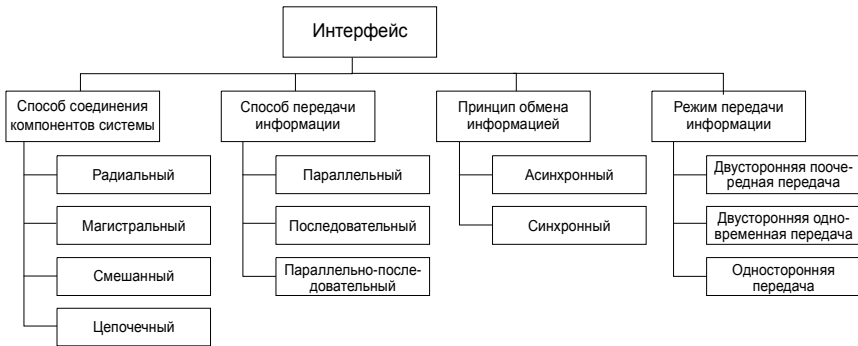 Интерфейс
Способ соединения
компонентов системы
Радиальный
Магистральный
Смешанный
Цепочечный
Способ передачи
информации
Параллельный
Последовательный
Параллельно-после-
довательный
Принцип обмена
информацией
Асинхронный
Синхронный
Режим передачи
информации
Двусторонняя пооче-
редная передача
Двусторонняя одно-
временная передача
Односторонняя
передача